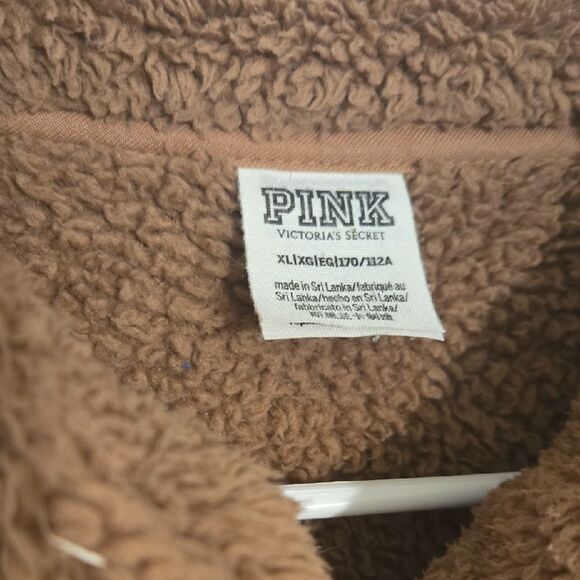 PINK
VICTORIA'S SECRET
XL|XG|EG|170/112A
made in Sri Lanka/fabriqué au
Sri Lanka/hecho en Sri Lanka/
fabbricato in Sri Lanka/